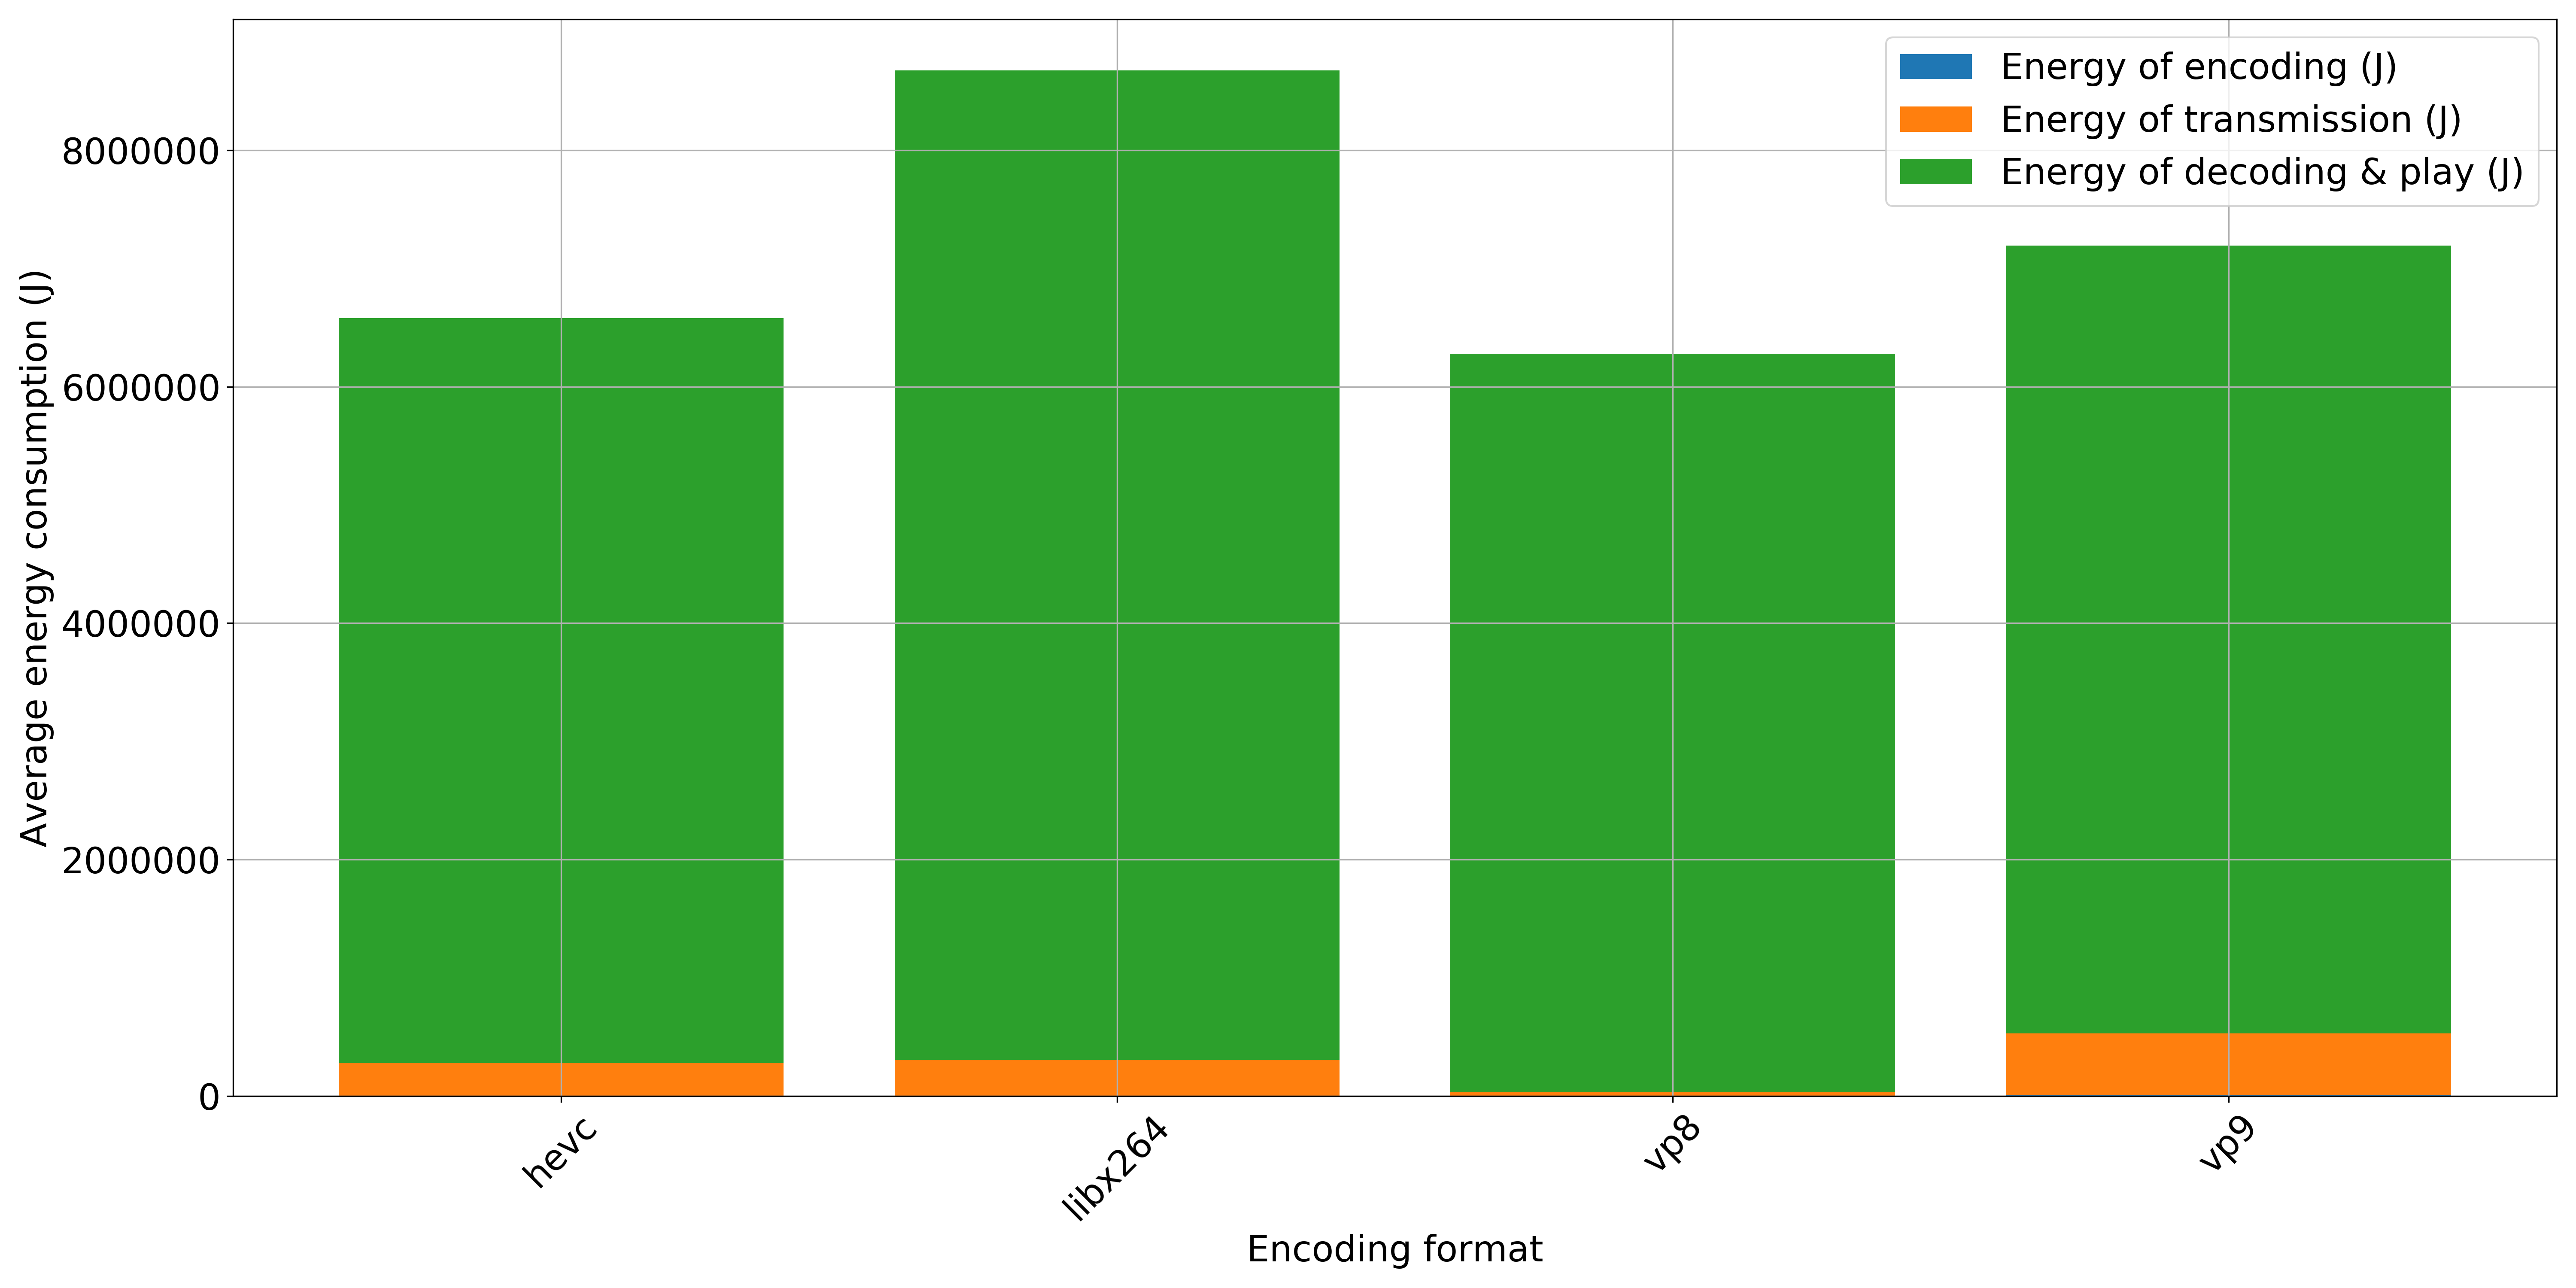 Energy of encoding (J)
Energy of transmission (J)
Energy of decoding & play (J)
Average energy consumption (J)
8000000
6000000
4000000
2000000
0
hevc
libx264
vp8
vp9
Encoding format